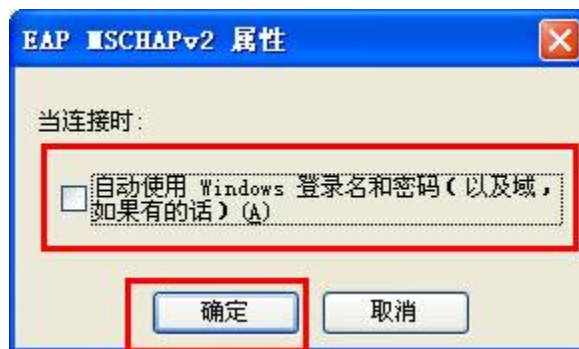 EAP MSCHAPv2 属性
当连接时:
自动使用 Windows 登录名和密码(以及域,
如果有的话)(A)
确定 取消